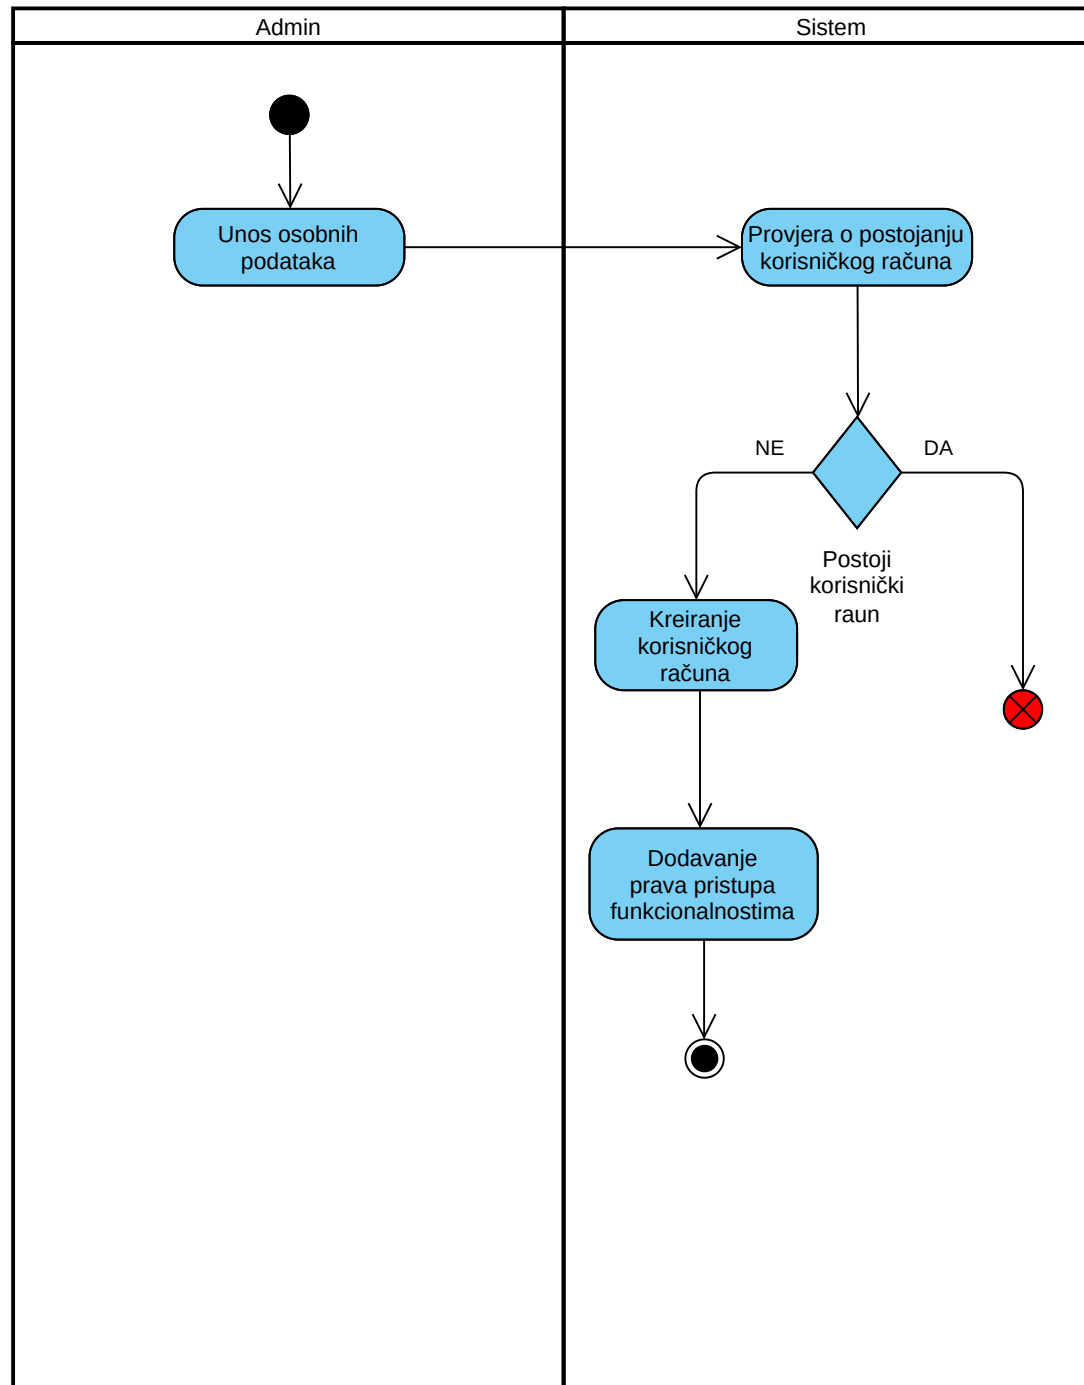 Admin
Sistem
Unos osobnih
podataka
Provjera o postojanju
korisničkog računa
NE
DA
Postoji
korisnički
raun
Kreiranje
korisničkog
računa
Dodavanje
prava pristupa
funkcionalnostima